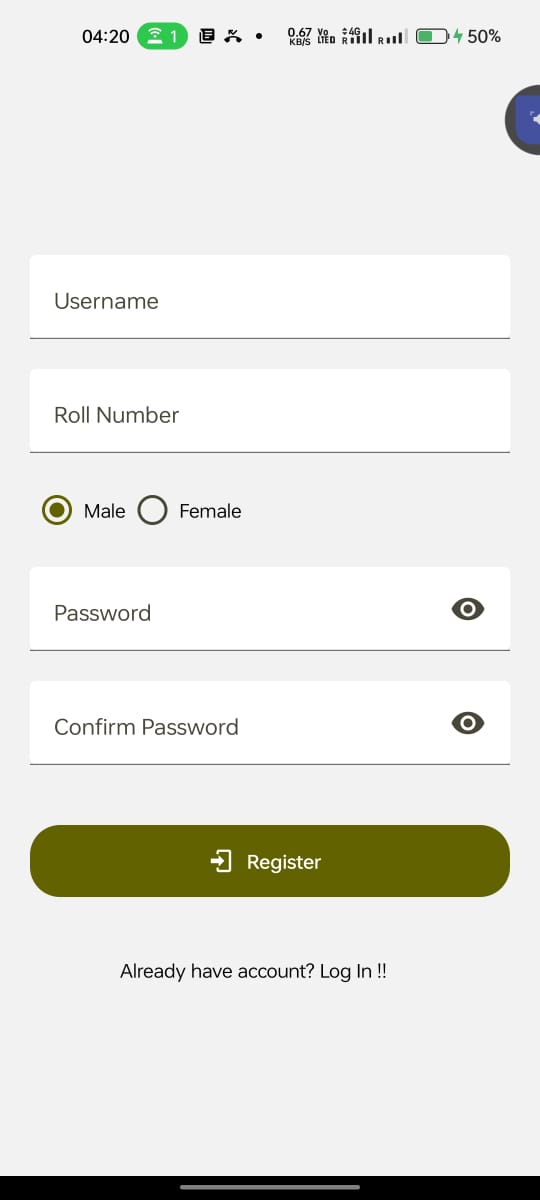 04:20 1 0.67 KB/S Vo LTED 4G R R 50%
Username
Roll Number
Male Female
Password
Confirm Password
Register
Already have account? Log In !!